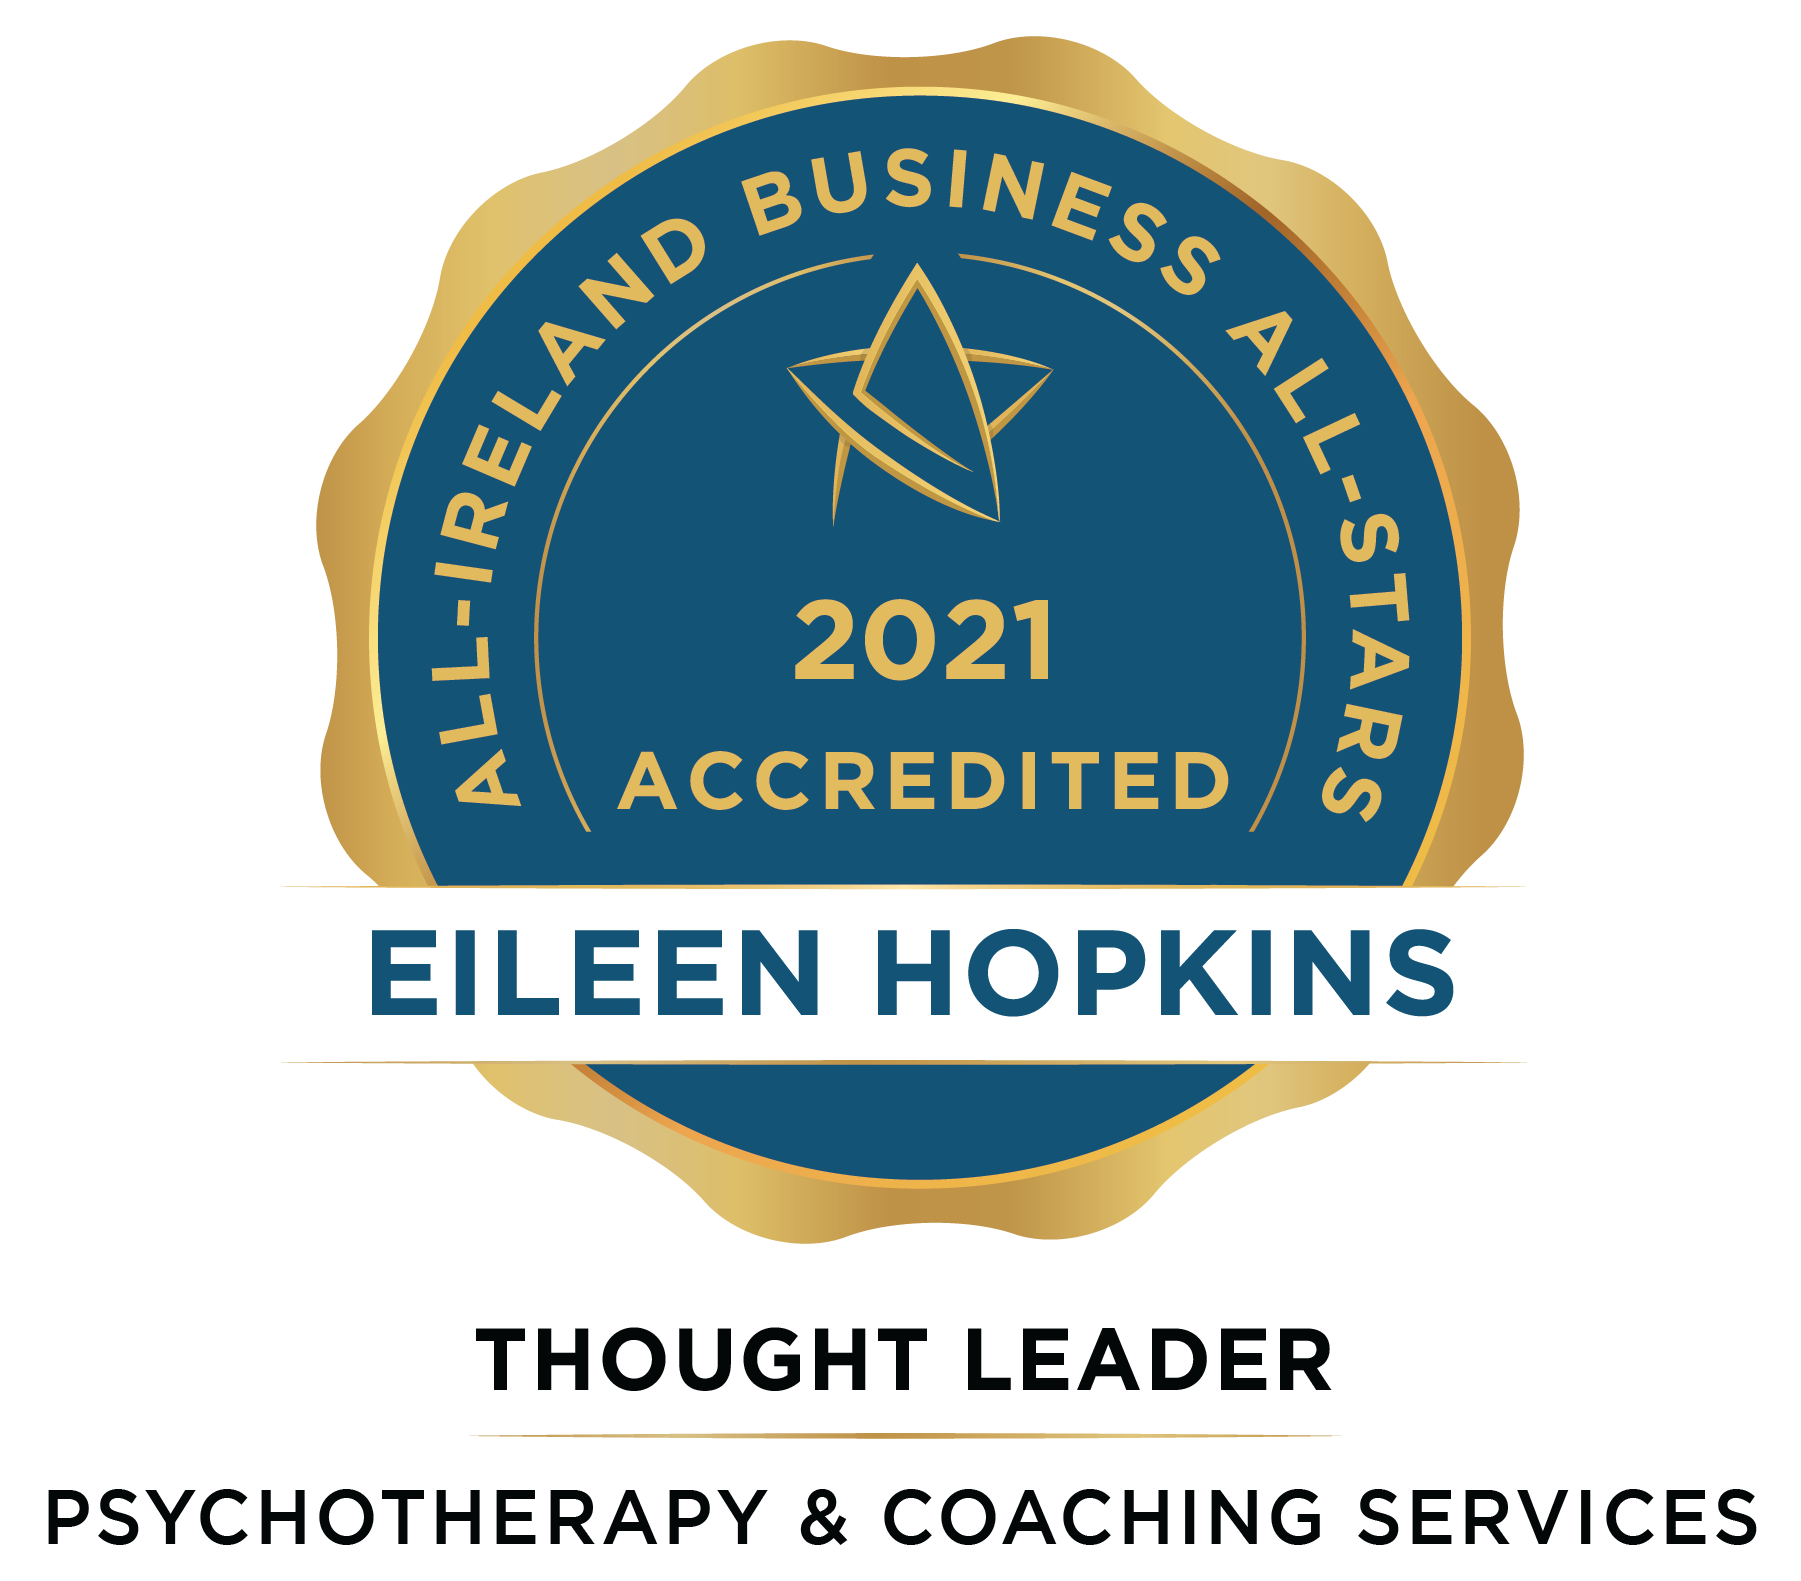 ALL-IRELAND BUSINESS ALL-STARS
2021
ACCREDITED
EILEEN HOPKINS
THOUGHT LEADER
PSYCHOTHERAPY & COACHING SERVICES